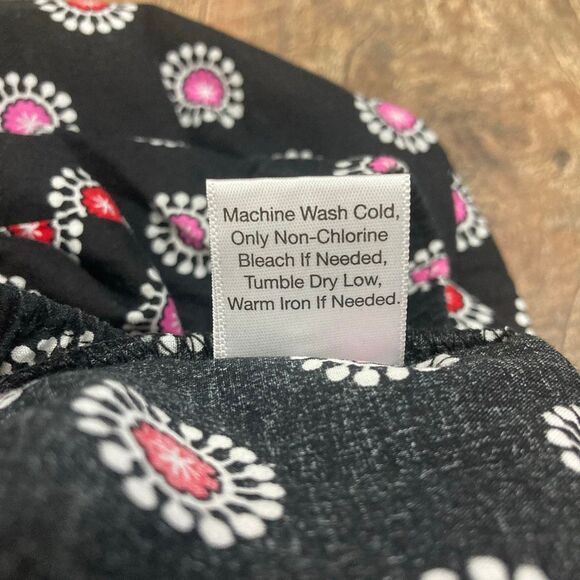 Machine Wash Cold,
Only Non-Chlorine
Bleach If Needed,
Tumble Dry Low,
Warm Iron If Needed.